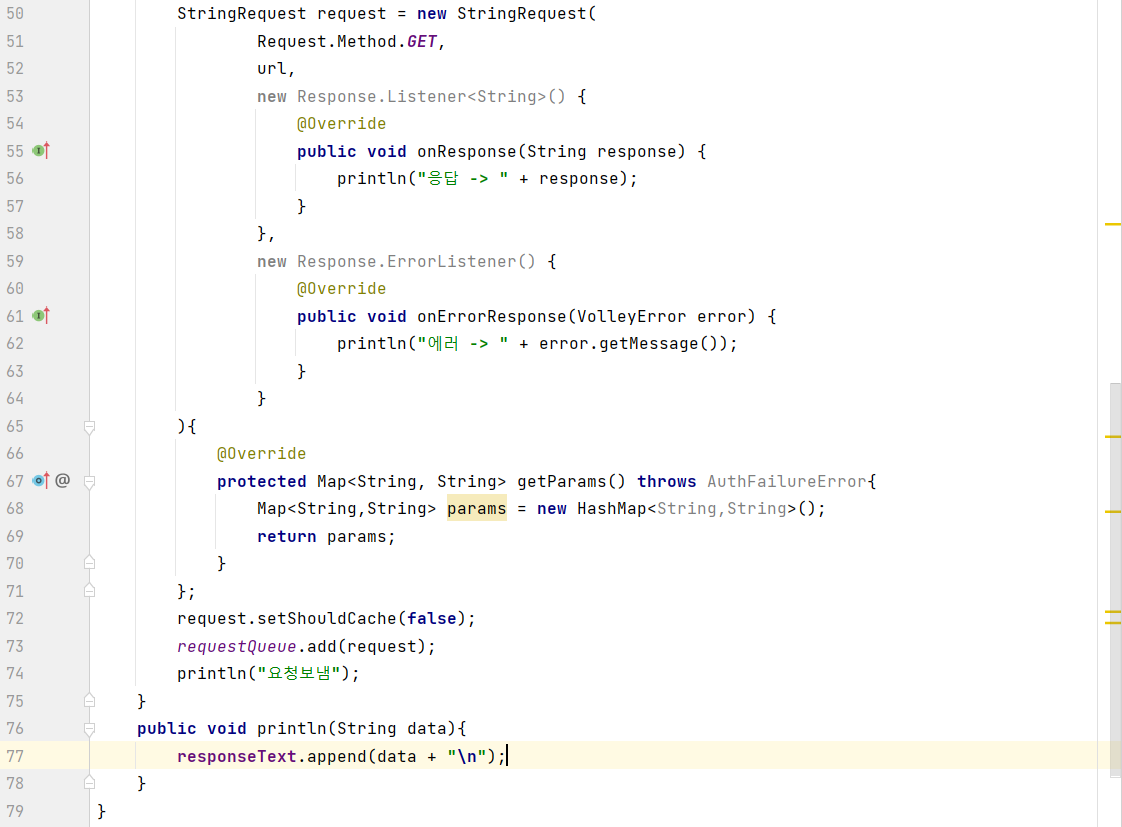 50 StringRequest request = new StringRequest(
51 Request.Method.GET,
52 url,
53 new Response.Listener<String>() {
54 @Override
55 public void onResponse(String response) {
56 println("응답 -> " + response);
57 }
58 },
59 new Response.ErrorListener() {
60 @Override
61 public void onErrorResponse(VolleyError error) {
62 println("에러 -> " + error.getMessage());
63 }
64 }
65 ){
66 @Override
67 @ protected Map<String, String> getParams() throws AuthFailureError{
68 Map<String,String> params = new HashMap<String,String>();
69 return params;
70 }
71 };
72 request.setShouldCache(false);
73 requestQueue.add(request);
74 println("요청보냄");
75 }
76 public void println(String data){
77 responseText.append(data + "\n");
78 }
79 }